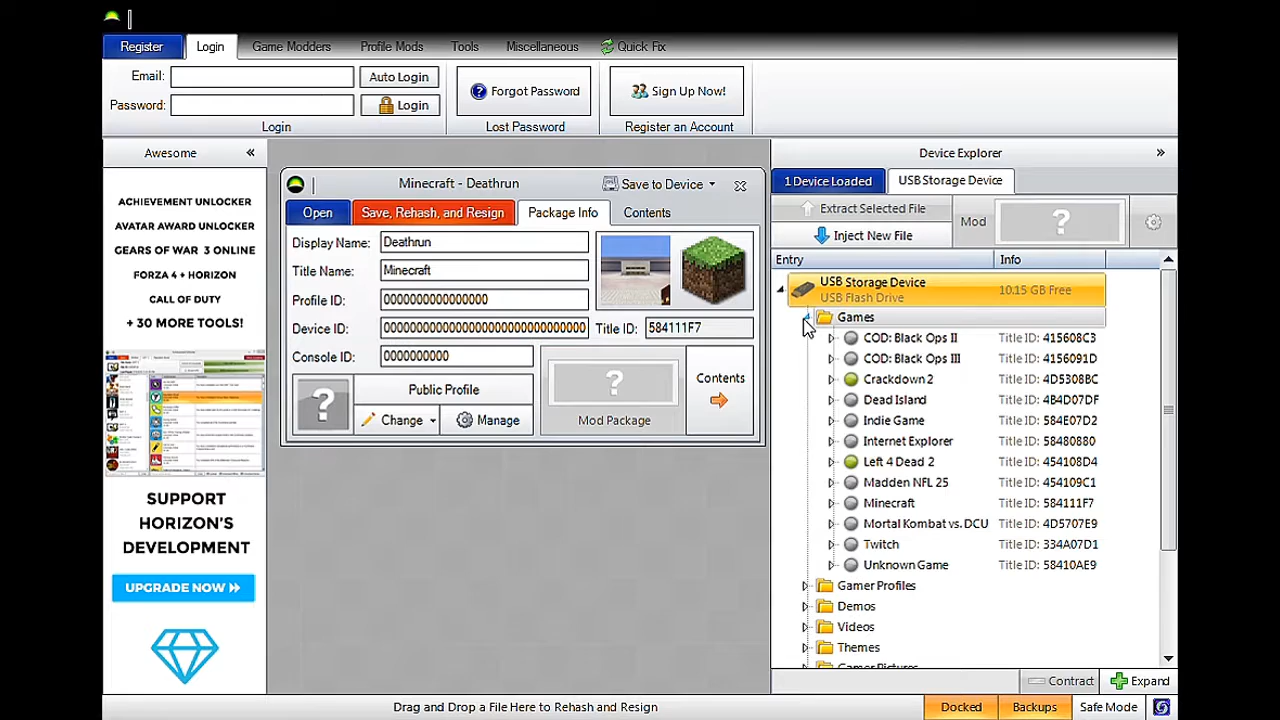 Register Login Game Modders Profile Mods Tools Miscellaneous Quick Fix
Email: Auto Login
Password: Login
Login
Forgot Password
Lost Password
Sign Up Now!
Register an Account
Awesome «
ACHIEVEMENT UNLOCKER
AVATAR AWARD UNLOCKER
GEARS OF WAR 3 ONLINE
FORZA 4 + HORIZON
CALL OF DUTY
+ 30 MORE TOOLS!
SUPPORT
HORIZON'S
DEVELOPMENT
UPGRADE NOW
Minecraft - Deathrun Save to Device
Open Save, Rehash, and Resign Package Info Contents
Display Name: Deathrun
Title Name: Minecraft
Profile ID: 0000000000000000
Device ID: 0000000000000000000000000 Title ID: 584111F7
Console ID: 0000000000
?
Public Profile
Change Manage
?
Mod Package
Contents
Device Explorer »
1 Device Loaded USB Storage Device
Extract Selected File
Inject New File
Mod ?
Entry Info
USB Storage Device
USB Flash Drive
10.15 GB Free
Games
COD: Black Ops II Title ID: 415608C3
COD: Black Ops III Title ID: 4156091D
Crackdown 2 Title ID: 4D5308BC
Dead Island Title ID: 4B4D07DF
Indie Game Title ID: 584E07D2
Internet Explorer Title ID: 58480880
Left 4 Dead 2 Title ID: 454108D4
Madden NFL 25 Title ID: 454109C1
Minecraft Title ID: 584111F7
Mortal Kombat vs. DCU Title ID: 4D5707E9
Twitch Title ID: 334A07D1
Unknown Game Title ID: 58410AE9
Gamer Profiles
Demos
Videos
Themes
Gamer Pictures
Contract Expand
Drag and Drop a File Here to Rehash and Resign
Docked Backups Safe Mode